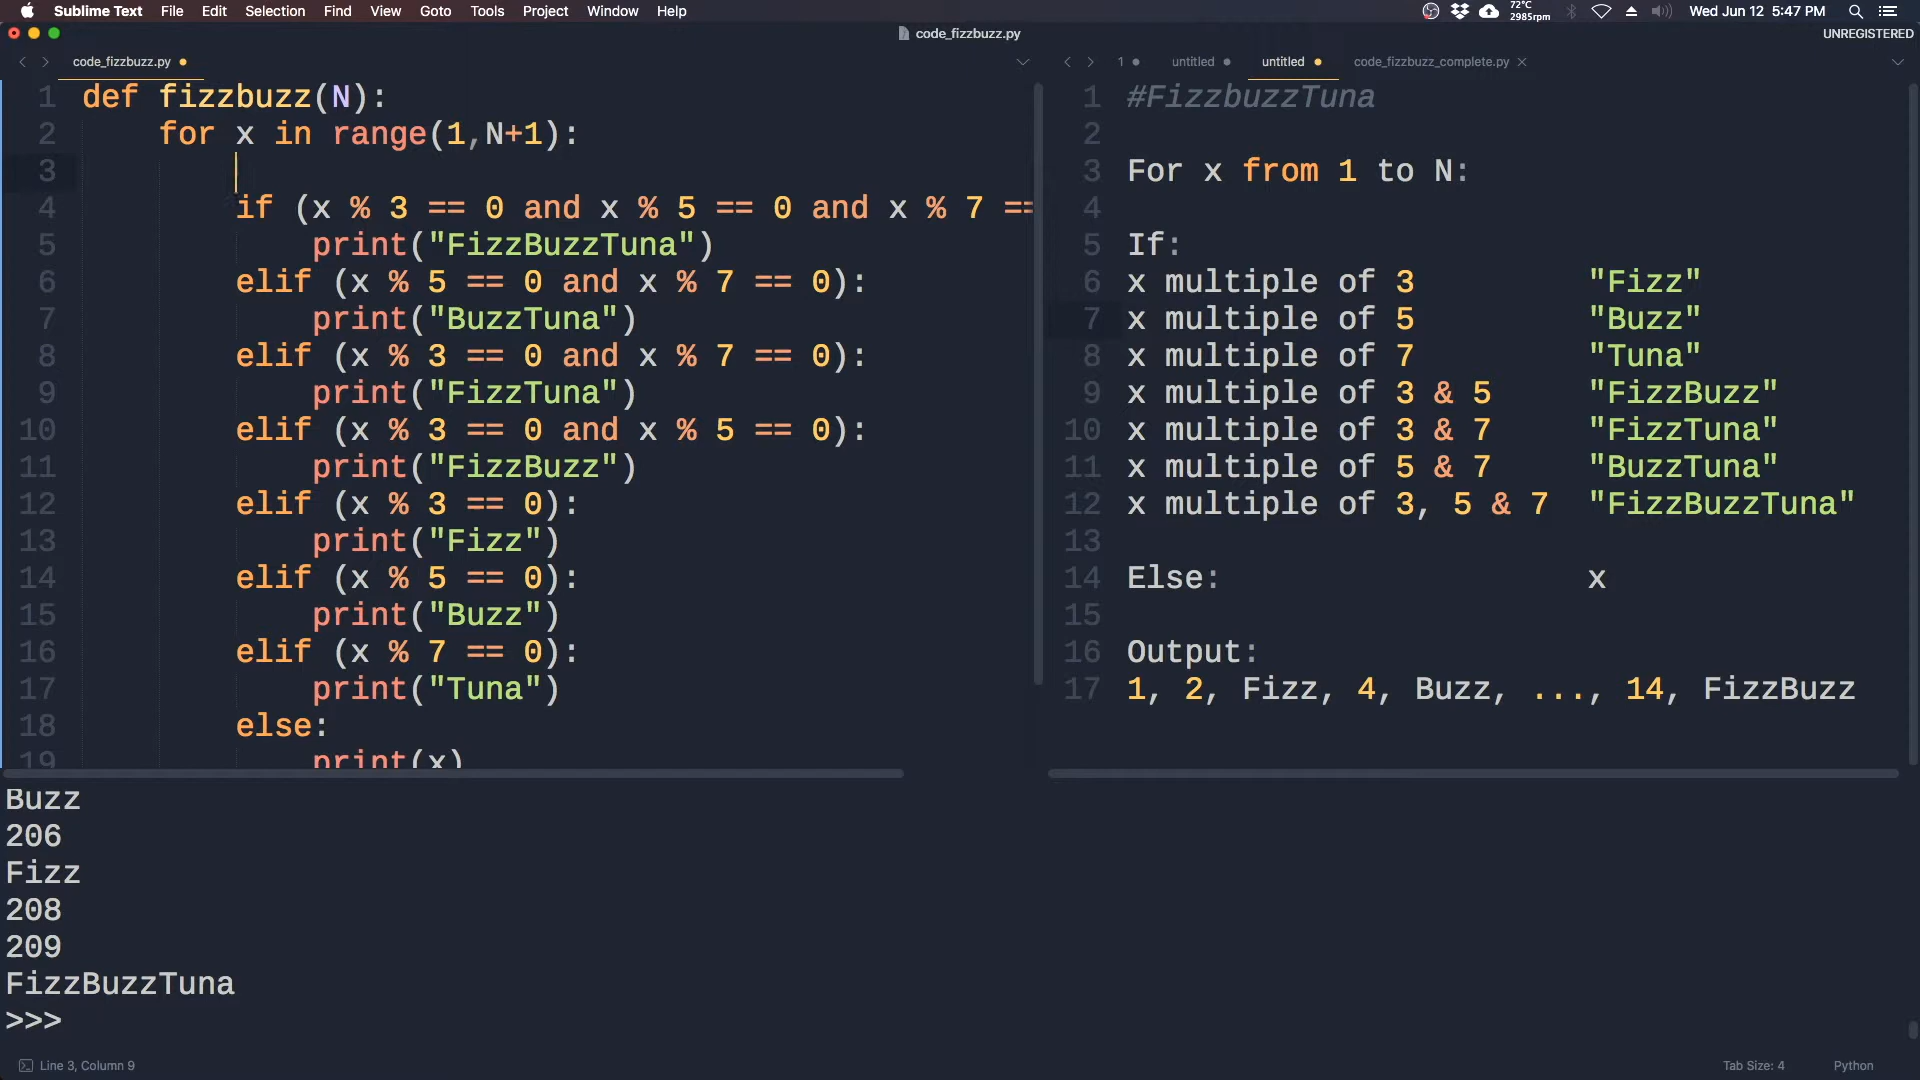 Sublime Text File Edit Selection Find View Goto Tools Project Window Help 72°C 2985rpm Wed Jun 12 5:47 PM
code_fizzbuzz.py UNREGISTERED
code_fizzbuzz.py
1 def fizzbuzz(N):
2 for x in range(1,N+1):
3
4 if (x % 3 == 0 and x % 5 == 0 and x % 7 ==
5 print("FizzBuzzTuna")
6 elif (x % 5 == 0 and x % 7 == 0):
7 print("BuzzTuna")
8 elif (x % 3 == 0 and x % 7 == 0):
9 print("FizzTuna")
10 elif (x % 3 == 0 and x % 5 == 0):
11 print("FizzBuzz")
12 elif (x % 3 == 0):
13 print("Fizz")
14 elif (x % 5 == 0):
15 print("Buzz")
16 elif (x % 7 == 0):
17 print("Tuna")
18 else:
19 print(x)
1 untitled untitled code_fizzbuzz_complete.py
1 #FizzbuzzTuna
2
3 For x from 1 to N:
4
5 If:
6 x multiple of 3 "Fizz"
7 x multiple of 5 "Buzz"
8 x multiple of 7 "Tuna"
9 x multiple of 3 & 5 "FizzBuzz"
10 x multiple of 3 & 7 "FizzTuna"
11 x multiple of 5 & 7 "BuzzTuna"
12 x multiple of 3, 5 & 7 "FizzBuzzTuna"
13
14 Else: x
15
16 Output:
17 1, 2, Fizz, 4, Buzz, ..., 14, FizzBuzz
Buzz
206
Fizz
208
209
FizzBuzzTuna
>>>
Line 3, Column 9 Tab Size: 4 Python